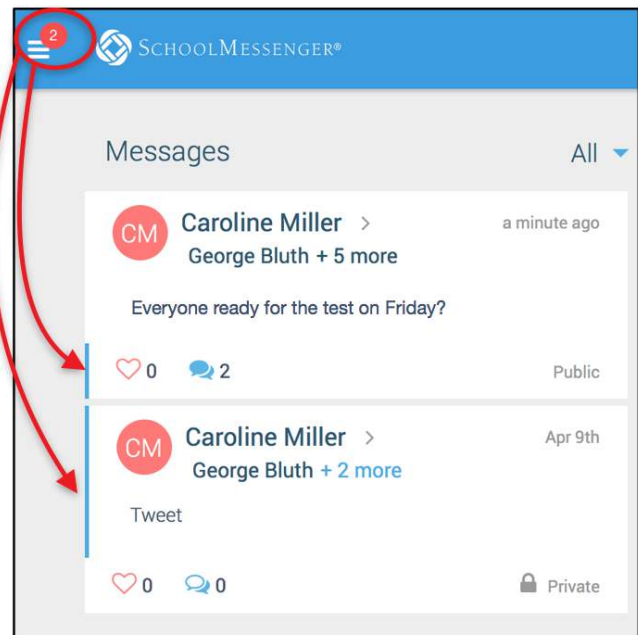 2
SCHOOLMESSENGER®
Messages
All
CM
Caroline Miller >
a minute ago
George Bluth + 5 more
Everyone ready for the test on Friday?
0
2
Public
CM
Caroline Miller >
Apr 9th
George Bluth + 2 more
Tweet
0
0
Private